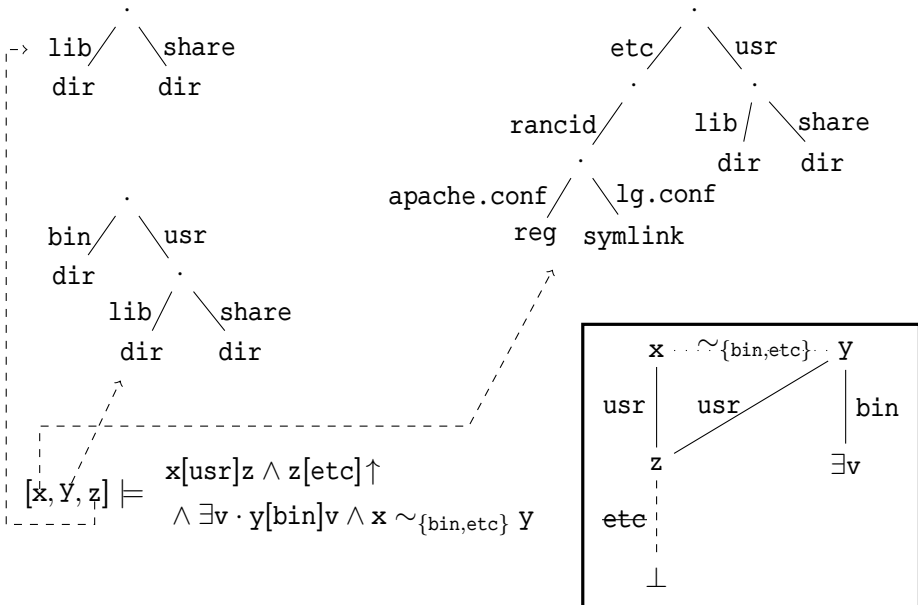 ·
lib share
dir dir
·
bin usr
dir ·
lib share
dir dir
·
etc usr
· ·
rancid lib share
· dir dir
apache.conf lg.conf
reg symlink
[x, y, z] ⊨ x[usr]z ∧ z[etc]↑
∧ ∃v · y[bin]v ∧ x ∼{bin,etc} y
x ∼{bin,etc} y
usr usr bin
z ∃v
etc
⊥